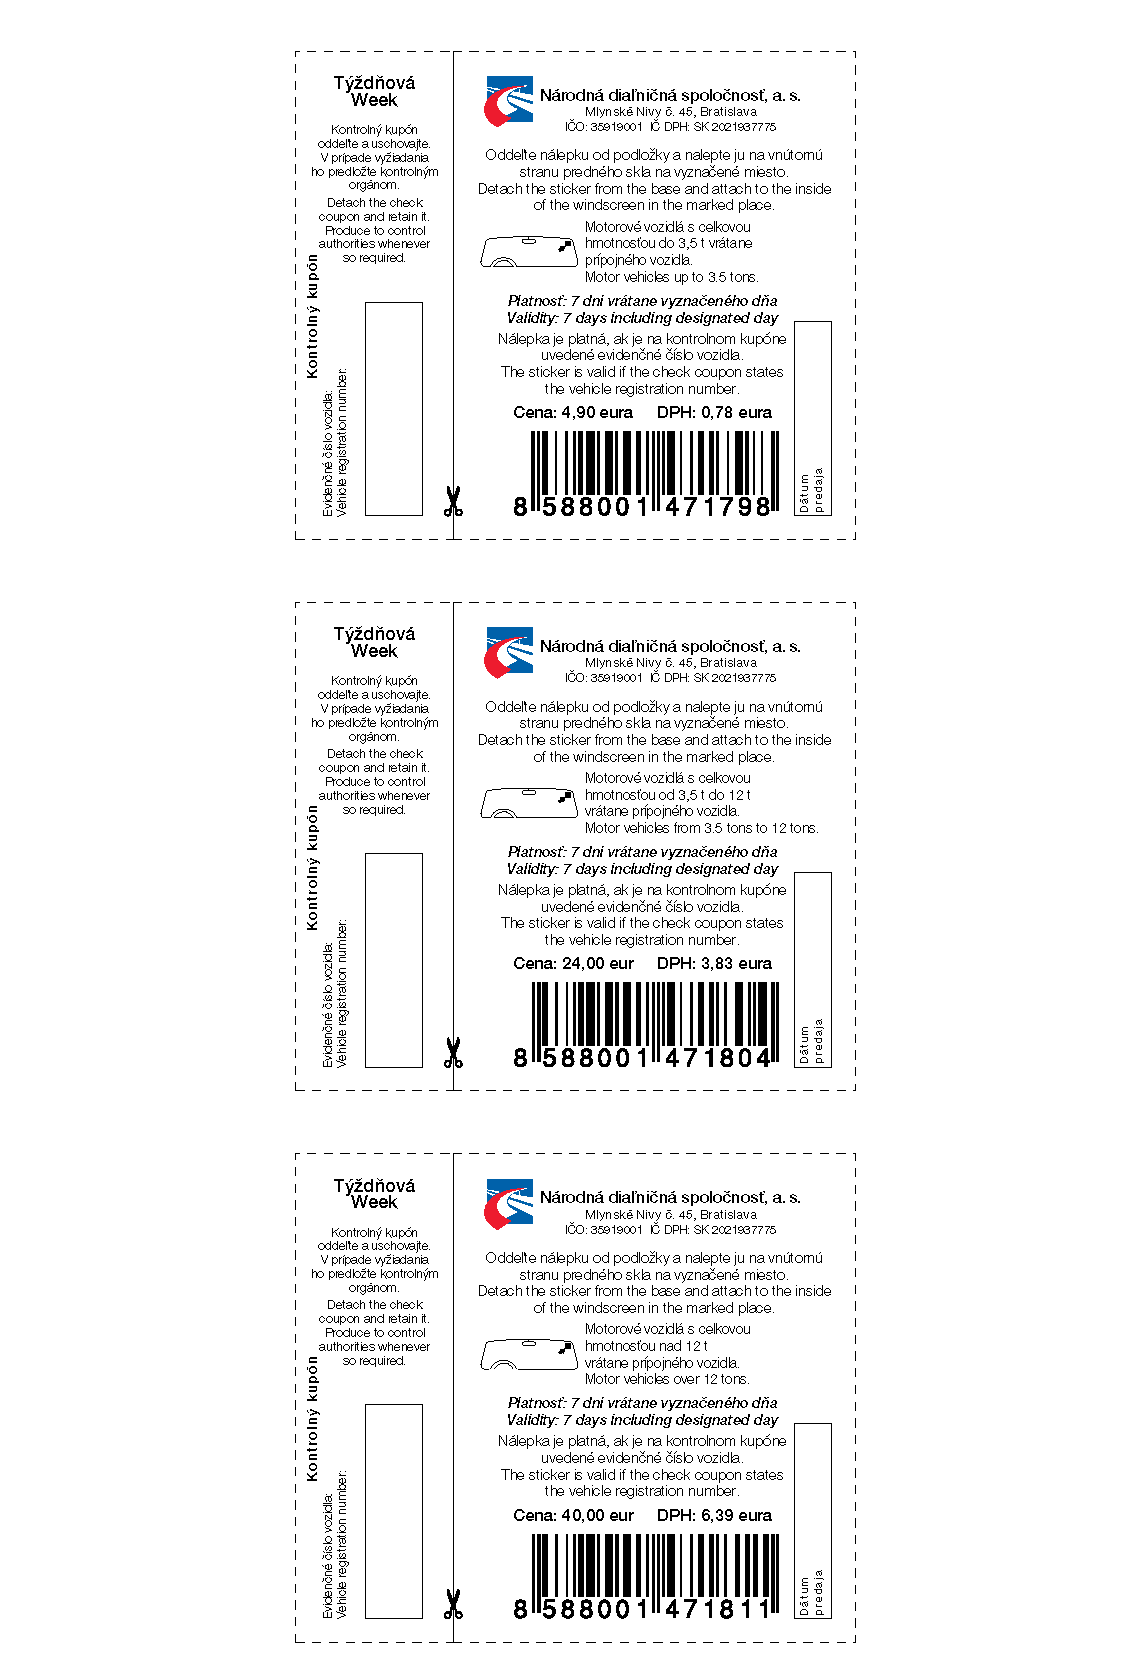 Týždňová
Week
Kontrolný kupón
oddeľte a uschovajte.
V prípade vyžiadania
ho predložte kontrolným
orgánom.
Detach the check
coupon and retain it.
Produce to control
authorities whenever
so required.
Kontrolný kupón
Evidenčné číslo vozidla:
Vehicle registration number:
Národná diaľničná spoločnosť, a. s.
Mlynské Nivy č. 45, Bratislava
IČO: 35919001 IČ DPH: SK 2021937775
Oddeľte nálepku od podložky a nalepte ju na vnútornú
stranu predného skla na vyznačené miesto.
Detach the sticker from the base and attach to the inside
of the windscreen in the marked place.
Motorové vozidlá s celkovou
hmotnosťou do 3,5 t vrátane
prípojného vozidla.
Motor vehicles up to 3.5 tons.
Platnosť: 7 dní vrátane vyznačeného dňa
Validity: 7 days including designated day
Nálepka je platná, ak je na kontrolnom kupóne
uvedené evidenčné číslo vozidla.
The sticker is valid if the check coupon states
the vehicle registration number.
Cena: 4,90 eura DPH: 0,78 eura
8 588001 471798
Dátum
predaja
Týždňová
Week
Kontrolný kupón
oddeľte a uschovajte.
V prípade vyžiadania
ho predložte kontrolným
orgánom.
Detach the check
coupon and retain it.
Produce to control
authorities whenever
so required.
Kontrolný kupón
Evidenčné číslo vozidla:
Vehicle registration number:
Národná diaľničná spoločnosť, a. s.
Mlynské Nivy č. 45, Bratislava
IČO: 35919001 IČ DPH: SK 2021937775
Oddeľte nálepku od podložky a nalepte ju na vnútornú
stranu predného skla na vyznačené miesto.
Detach the sticker from the base and attach to the inside
of the windscreen in the marked place.
Motorové vozidlá s celkovou
hmotnosťou od 3,5 t do 12 t
vrátane prípojného vozidla.
Motor vehicles from 3.5 tons to 12 tons.
Platnosť: 7 dní vrátane vyznačeného dňa
Validity: 7 days including designated day
Nálepka je platná, ak je na kontrolnom kupóne
uvedené evidenčné číslo vozidla.
The sticker is valid if the check coupon states
the vehicle registration number.
Cena: 24,00 eur DPH: 3,83 eura
8 588001 471804
Dátum
predaja
Týždňová
Week
Kontrolný kupón
oddeľte a uschovajte.
V prípade vyžiadania
ho predložte kontrolným
orgánom.
Detach the check
coupon and retain it.
Produce to control
authorities whenever
so required.
Kontrolný kupón
Evidenčné číslo vozidla:
Vehicle registration number:
Národná diaľničná spoločnosť, a. s.
Mlynské Nivy č. 45, Bratislava
IČO: 35919001 IČ DPH: SK 2021937775
Oddeľte nálepku od podložky a nalepte ju na vnútornú
stranu predného skla na vyznačené miesto.
Detach the sticker from the base and attach to the inside
of the windscreen in the marked place.
Motorové vozidlá s celkovou
hmotnosťou nad 12 t
vrátane prípojného vozidla.
Motor vehicles over 12 tons.
Platnosť: 7 dní vrátane vyznačeného dňa
Validity: 7 days including designated day
Nálepka je platná, ak je na kontrolnom kupóne
uvedené evidenčné číslo vozidla.
The sticker is valid if the check coupon states
the vehicle registration number.
Cena: 40,00 eur DPH: 6,39 eura
8 588001 471811
Dátum
predaja